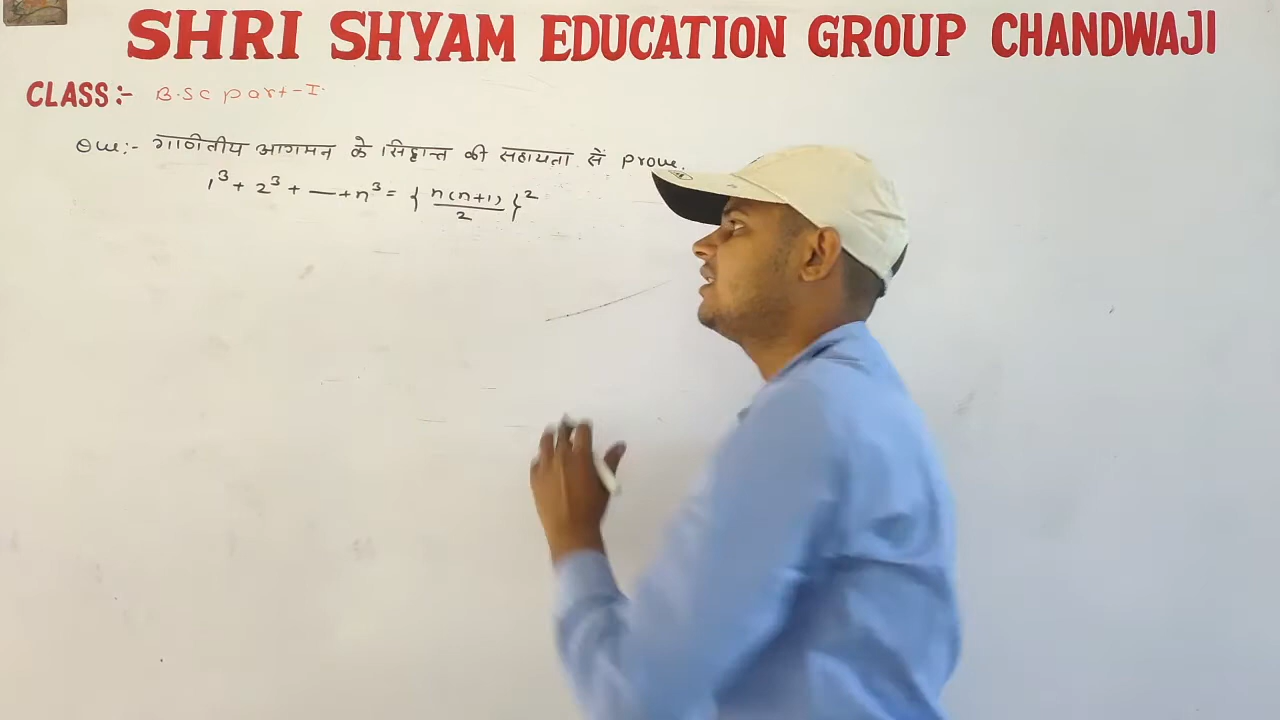 SHRI SHYAM EDUCATION GROUP CHANDWAJI
CLASS:- B.SC part-I.
Que:- गणितीय आगमन के सिद्धान्त की सहायता सें prove.
1³ + 2³ + — + n³ = { n(n+1)/2 }²